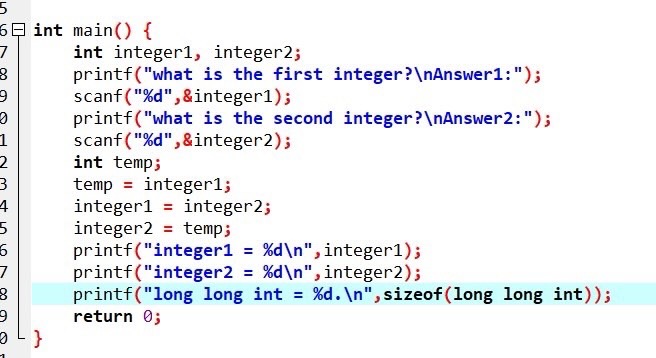 5
6 int main() {
7 int integer1, integer2;
8 printf("what is the first integer?\nAnswer1:");
9 scanf("%d",&integer1);
0 printf("what is the second integer?\nAnswer2:");
1 scanf("%d",&integer2);
2 int temp;
3 temp = integer1;
4 integer1 = integer2;
5 integer2 = temp;
6 printf("integer1 = %d\n",integer1);
7 printf("integer2 = %d\n",integer2);
8 printf("long long int = %d.\n",sizeof(long long int));
9 return 0;
0 }